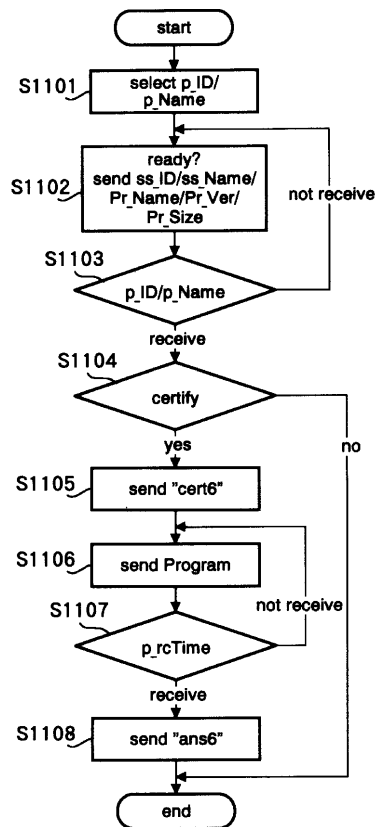 start
S1101
select p_ID/
p_Name
S1102
ready?
send ss_ID/ss_Name/
Pr_Name/Pr_Ver/
Pr_Size
not receive
S1103
p_ID/p_Name
receive
S1104
certify
yes
no
S1105
send "cert6"
S1106
send Program
not receive
S1107
p_rcTime
receive
S1108
send "ans6"
end